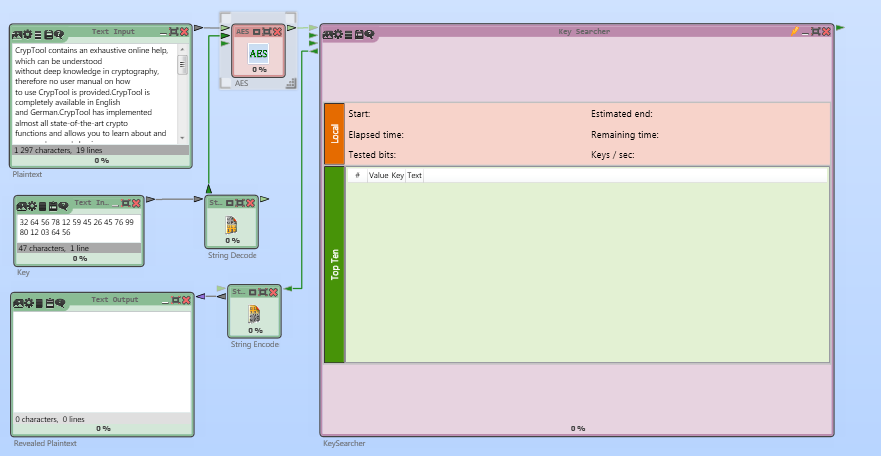 Text Input
CrypTool contains an exhaustive online help,
which can be understood
without deep knowledge in cryptography,
therefore no user manual on how
to use CrypTool is provided.CrypTool is
completely available in English
and German.CrypTool has implemented
almost all state-of-the-art crypto
functions and allows you to learn about and
1 297 characters, 19 lines
0 %
Plaintext
AES
AES
0 %
AES
Text In...
32 64 56 78 12 59 45 26 45 76 99
80 12 03 64 56
47 characters, 1 line
0 %
Key
St...
0 %
String Decode
St...
0 %
String Encode
Text Output
0 characters, 0 lines
0 %
Revealed Plaintext
Key Searcher
Local
Start:
Estimated end:
Elapsed time:
Remaining time:
Tested bits:
Keys / sec:
Top Ten
# Value Key Text
0 %
KeySearcher